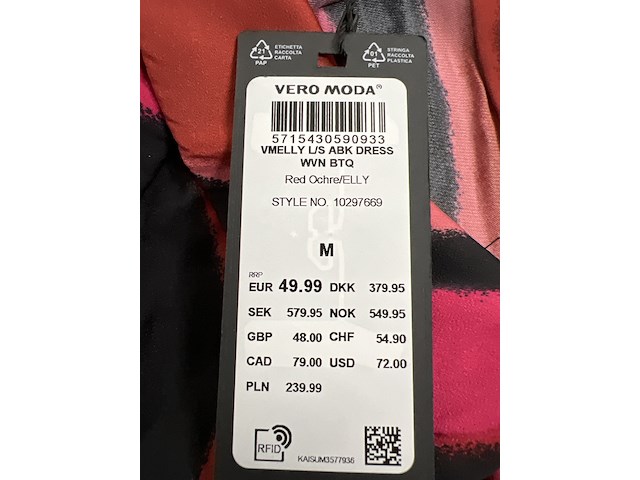 21
PAP
ETICHETTA
RACCOLTA
CARTA
01
PET
STRINGA
RACCOLTA
PLASTICA
VERO MODA®
5715430590933
VMELLY L/S ABK DRESS
WVN BTQ
Red Ochre/ELLY
STYLE NO. 10297669
M
RRP
EUR 49.99 DKK 379.95
SEK 579.95 NOK 549.95
GBP 48.00 CHF 54.90
CAD 79.00 USD 72.00
PLN 239.99
RFID
KAISUM3577936